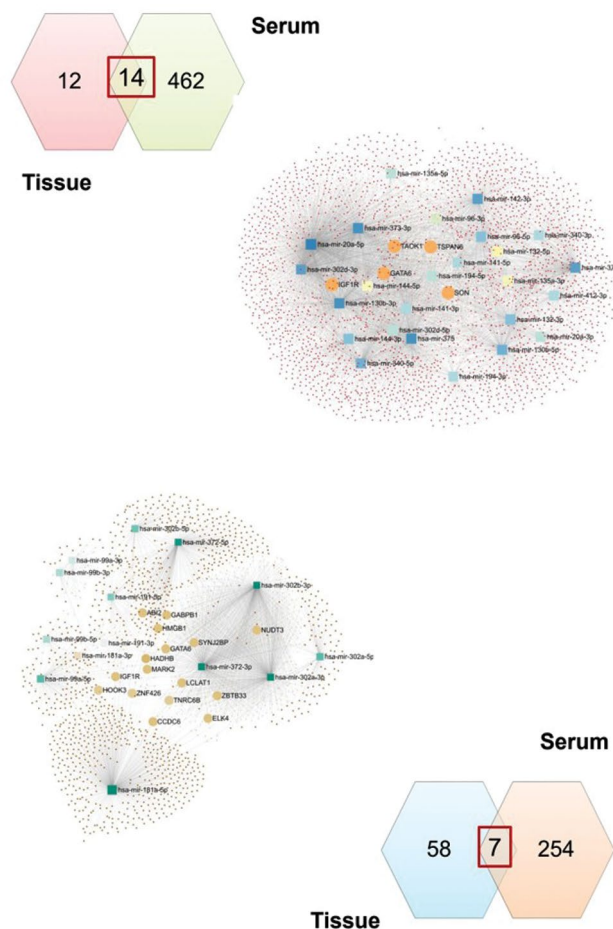 Serum
12 14 462
Tissue
hsa-mir-135a-5p
hsa-mir-142-3p
hsa-mir-96-3p
hsa-mir-373-3p
hsa-mir-340-3p
hsa-mir-20a-5p
TAOK1
TSPAN6
hsa-mir-96-5p
hsa-mir-132-5p
hsa-mir-141-5p
hsa-mir-302d-3p
GATA6
hsa-mir-194-5p
IGF1R
hsa-mir-144-5p
hsa-mir-135a-3p
SON
hsa-mir-412-3p
hsa-mir-130b-3p
hsa-mir-141-3p
hsa-mir-132-3p
hsa-mir-302d-5p
hsa-mir-144-3p
hsa-mir-375
hsa-mir-20a-3p
hsa-mir-130b-5p
hsa-mir-340-5p
hsa-mir-194-3p
hsa-mir-302b-5p
hsa-mir-372-5p
hsa-mir-99a-3p
hsa-mir-99b-3p
hsa-mir-302b-3p
hsa-mir-191-5p
GABPB1
HMGB1
NUDT3
hsa-mir-99b-5p
hsa-mir-191-3p
SYNJ2BP
GATA6
hsa-mir-181a-3p
HADHB
hsa-mir-302a-5p
MARK2
hsa-mir-372-3p
hsa-mir-99a-5p
IGF1R
hsa-mir-302a-3p
LCLAT1
HOOK3
ZNF426
ZBTB33
TNRC6B
CCDC6
ELK4
hsa-mir-181a-5p
Serum
58 7 254
Tissue